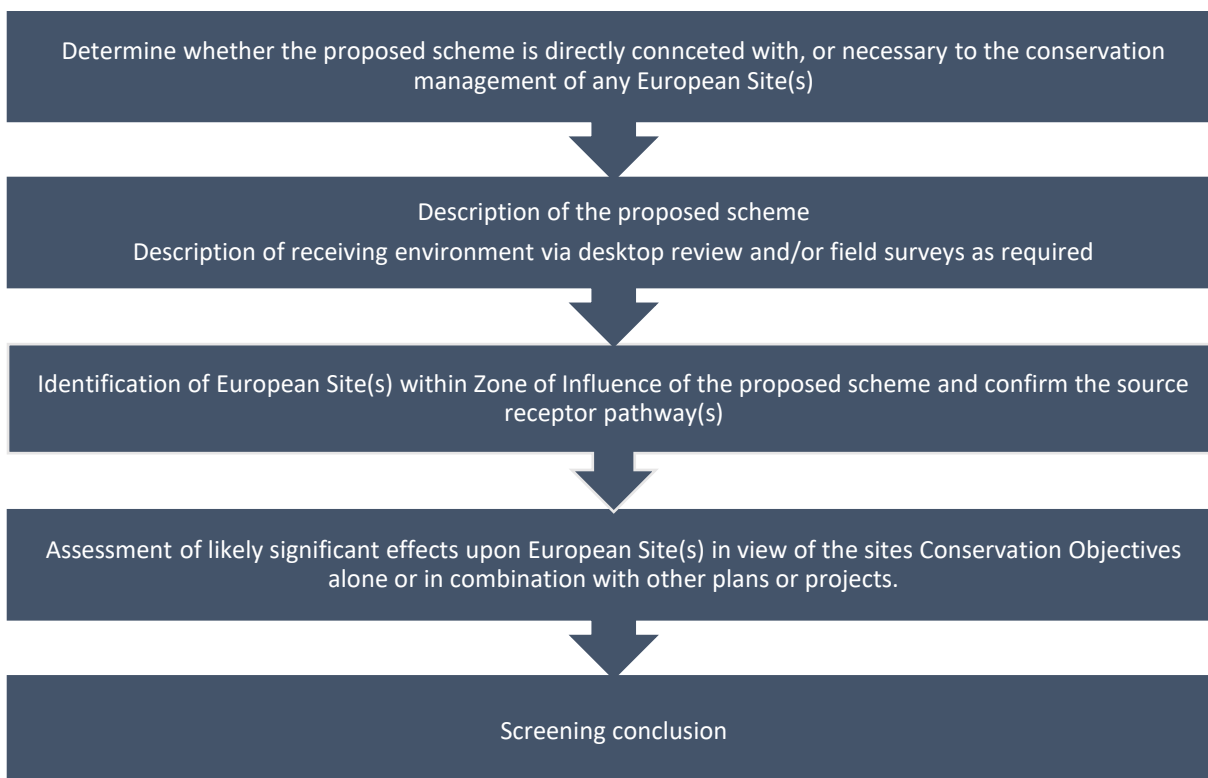 Determine whether the proposed scheme is directly connceted with, or necessary to the conservation
management of any European Site(s)
Description of the proposed scheme
Description of receiving environment via desktop review and/or field surveys as required
Identification of European Site(s) within Zone of Influence of the proposed scheme and confirm the source
receptor pathway(s)
Assessment of likely significant effects upon European Site(s) in view of the sites Conservation Objectives
alone or in combination with other plans or projects.
Screening conclusion